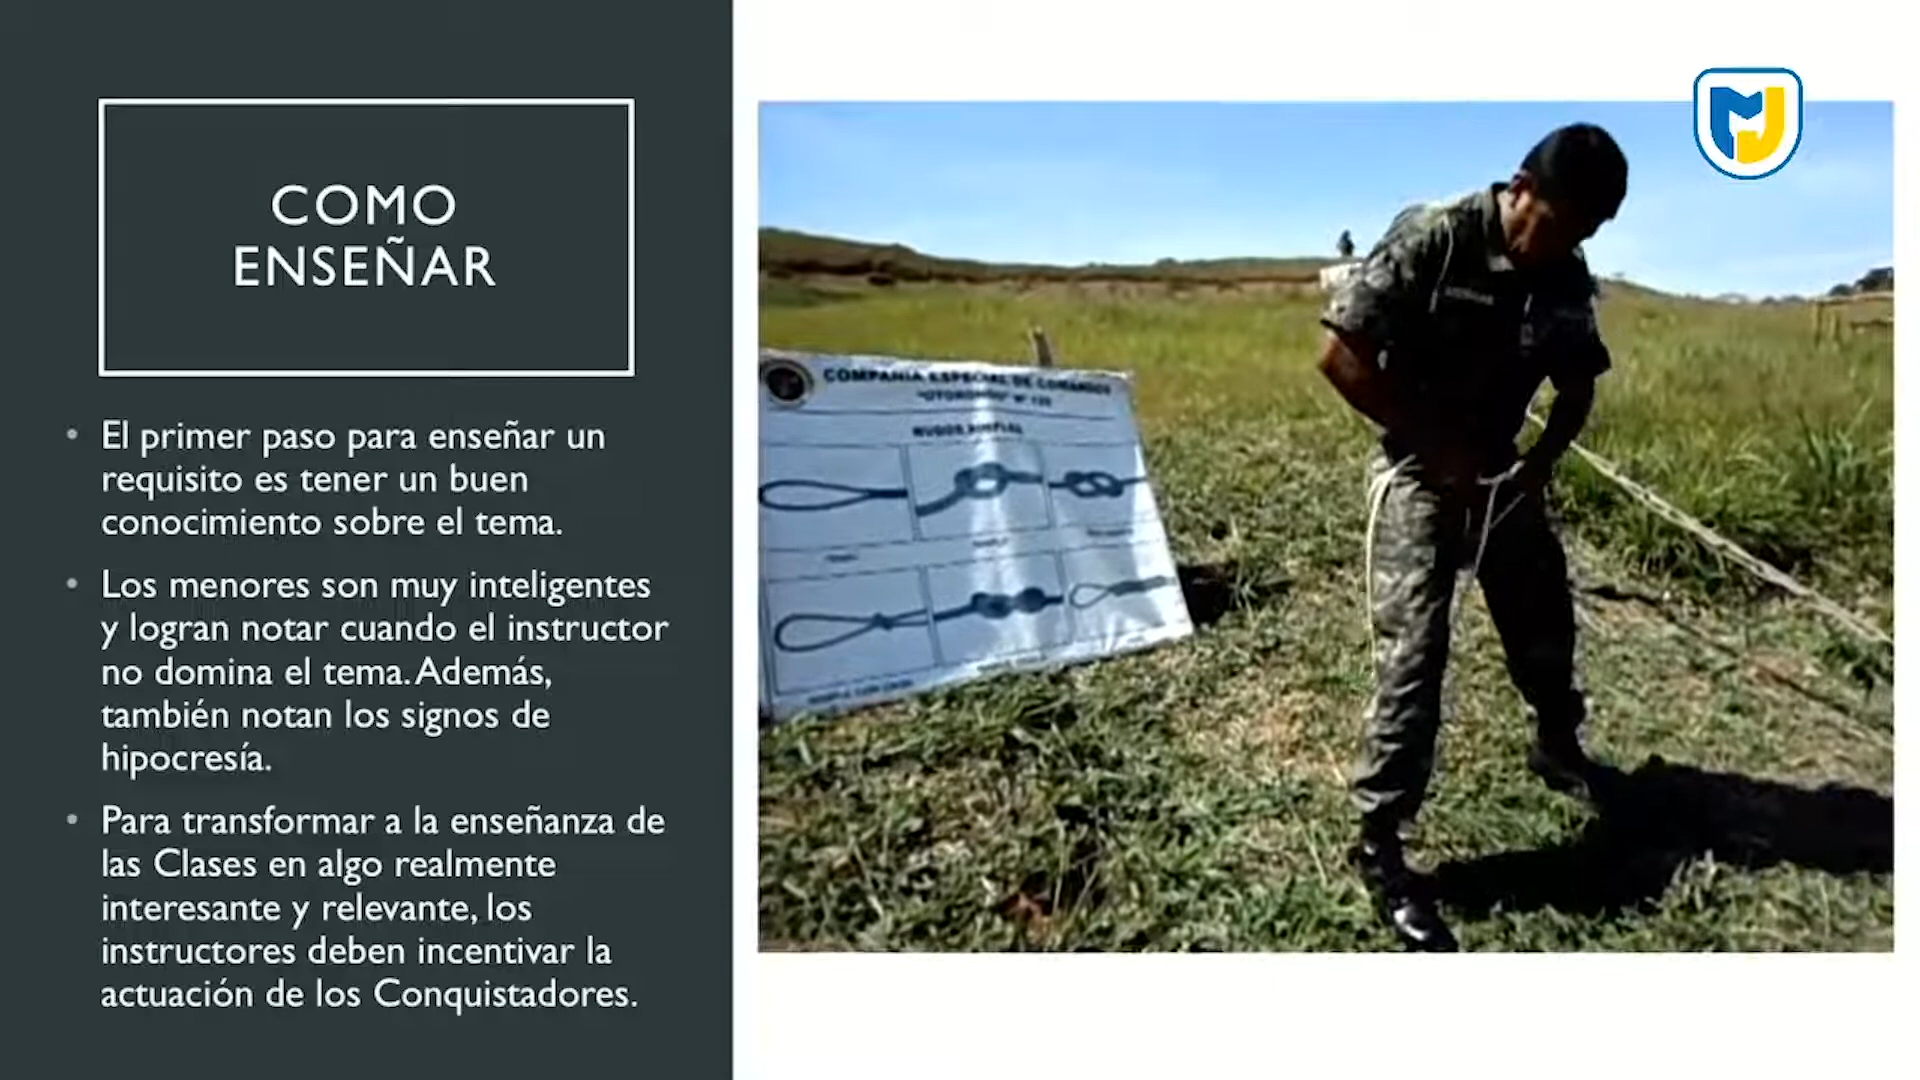 COMO
ENSEÑAR
El primer paso para enseñar un
requisito es tener un buen
conocimiento sobre el tema.
Los menores son muy inteligentes
y logran notar cuando el instructor
no domina el tema. Además,
también notan los signos de
hipocresía.
Para transformar a la enseñanza de
las Clases en algo realmente
interesante y relevante, los
instructores deben incentivar la
actuación de los Conquistadores.
MJ
COMPAÑIA ESPECIAL DE COMANDOS